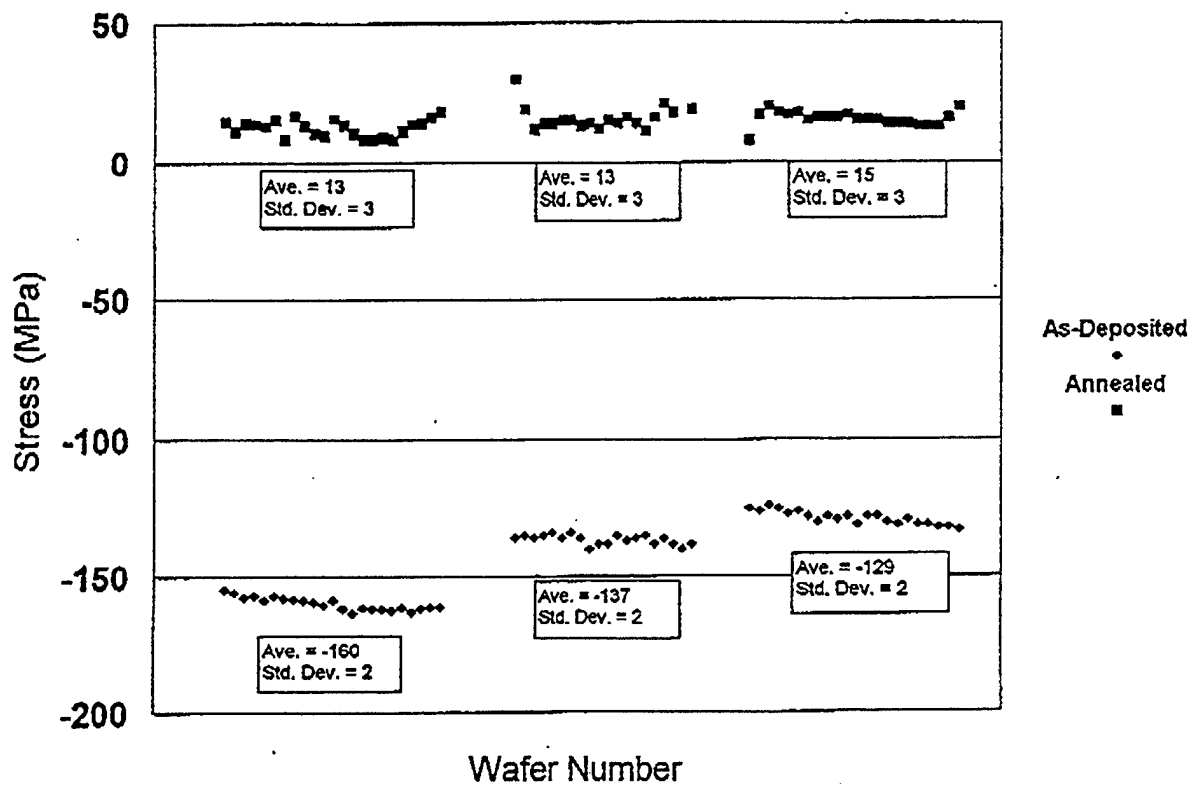 50
0
-50
-100
-150
-200
Stress (MPa)
Wafer Number
Ave. = 13
Std. Dev. = 3
Ave. = 13
Std. Dev. = 3
Ave. = 15
Std. Dev. = 3
Ave. = -160
Std. Dev. = 2
Ave. = -137
Std. Dev. = 2
Ave. = -129
Std. Dev. = 2
As-Deposited
Annealed